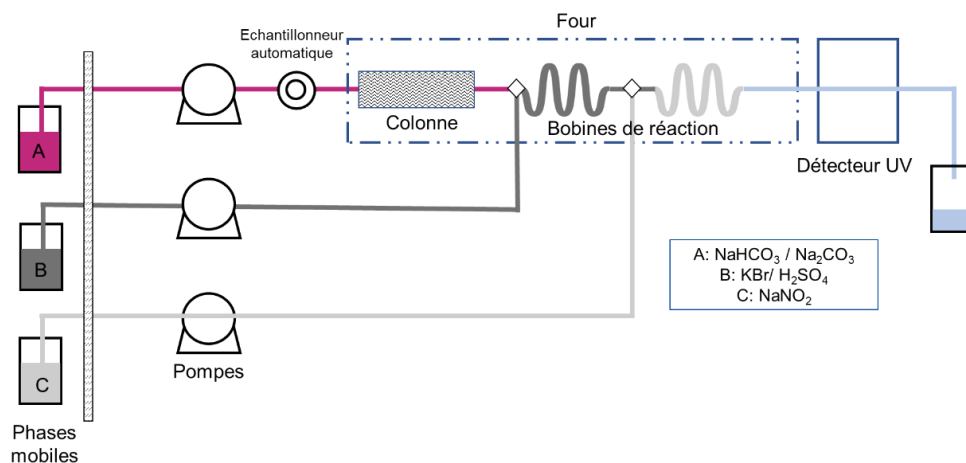 Four
Echantillonneur
automatique
Colonne
Bobines de réaction
Détecteur UV
A
B
C
Pompes
Phases
mobiles
A: NaHCO₃ / Na₂CO₃
B: KBr/ H₂SO₄
C: NaNO₂